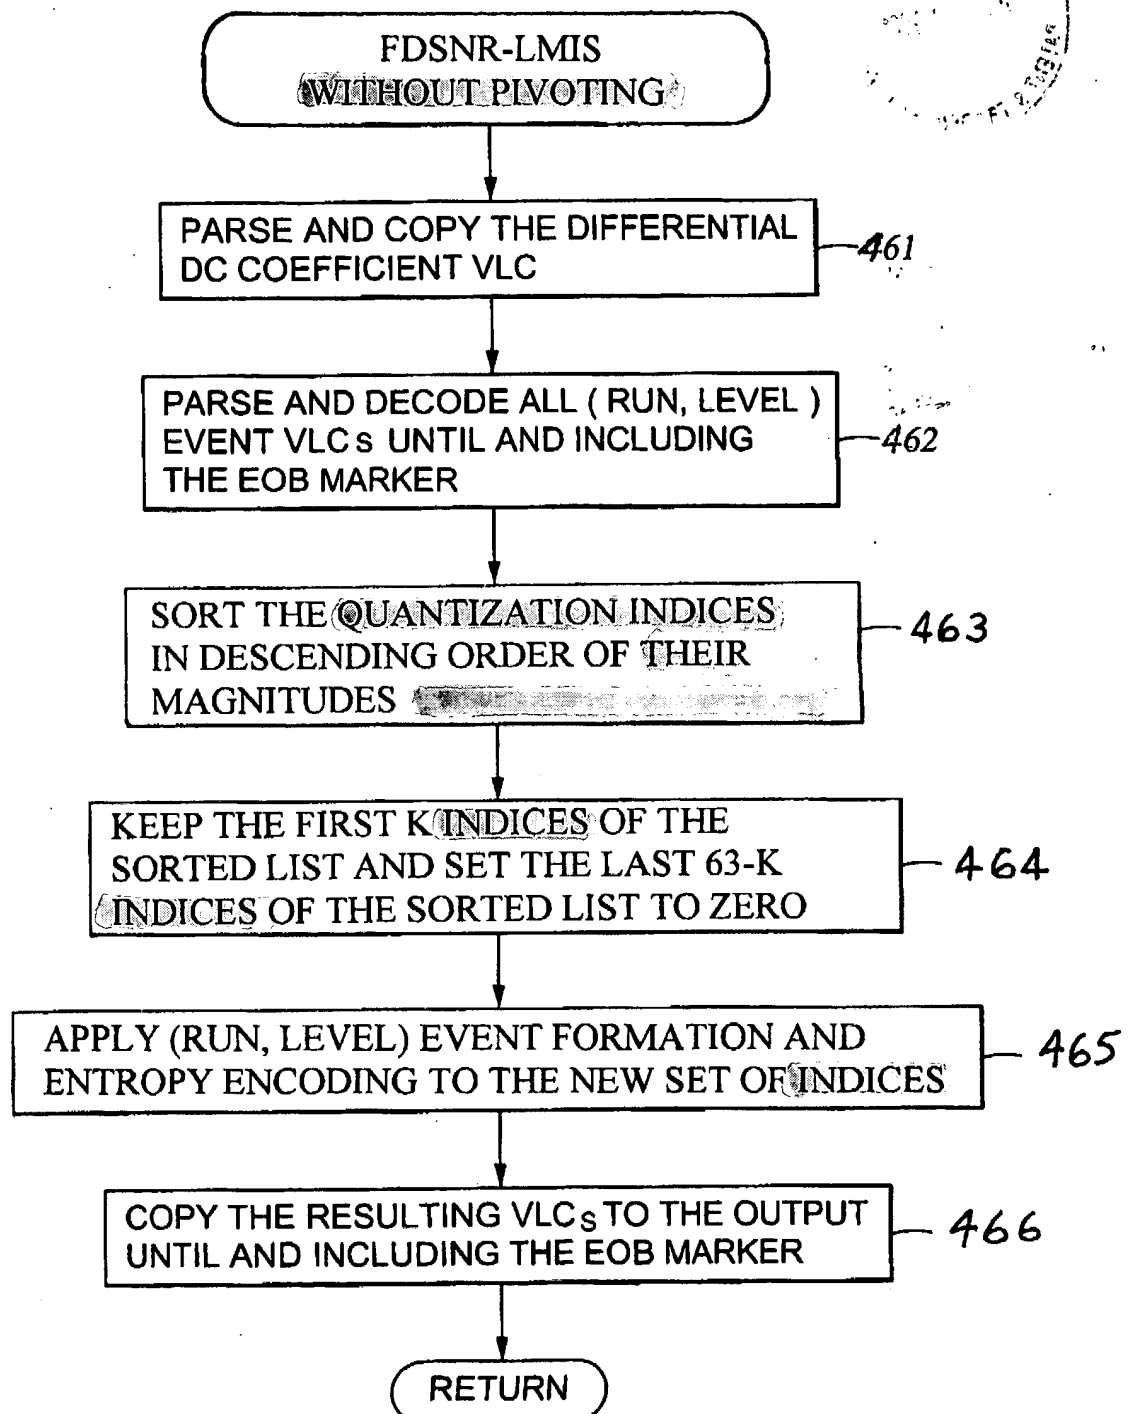 FDSNR-LMIS
WITHOUT PIVOTING
PARSE AND COPY THE DIFFERENTIAL
DC COEFFICIENT VLC
461
PARSE AND DECODE ALL ( RUN, LEVEL )
EVENT VLCs UNTIL AND INCLUDING
THE EOB MARKER
462
SORT THE QUANTIZATION INDICES
IN DESCENDING ORDER OF THEIR
MAGNITUDES
463
KEEP THE FIRST K INDICES OF THE
SORTED LIST AND SET THE LAST 63-K
INDICES OF THE SORTED LIST TO ZERO
464
APPLY (RUN, LEVEL) EVENT FORMATION AND
ENTROPY ENCODING TO THE NEW SET OF INDICES
465
COPY THE RESULTING VLCs TO THE OUTPUT
UNTIL AND INCLUDING THE EOB MARKER
466
RETURN